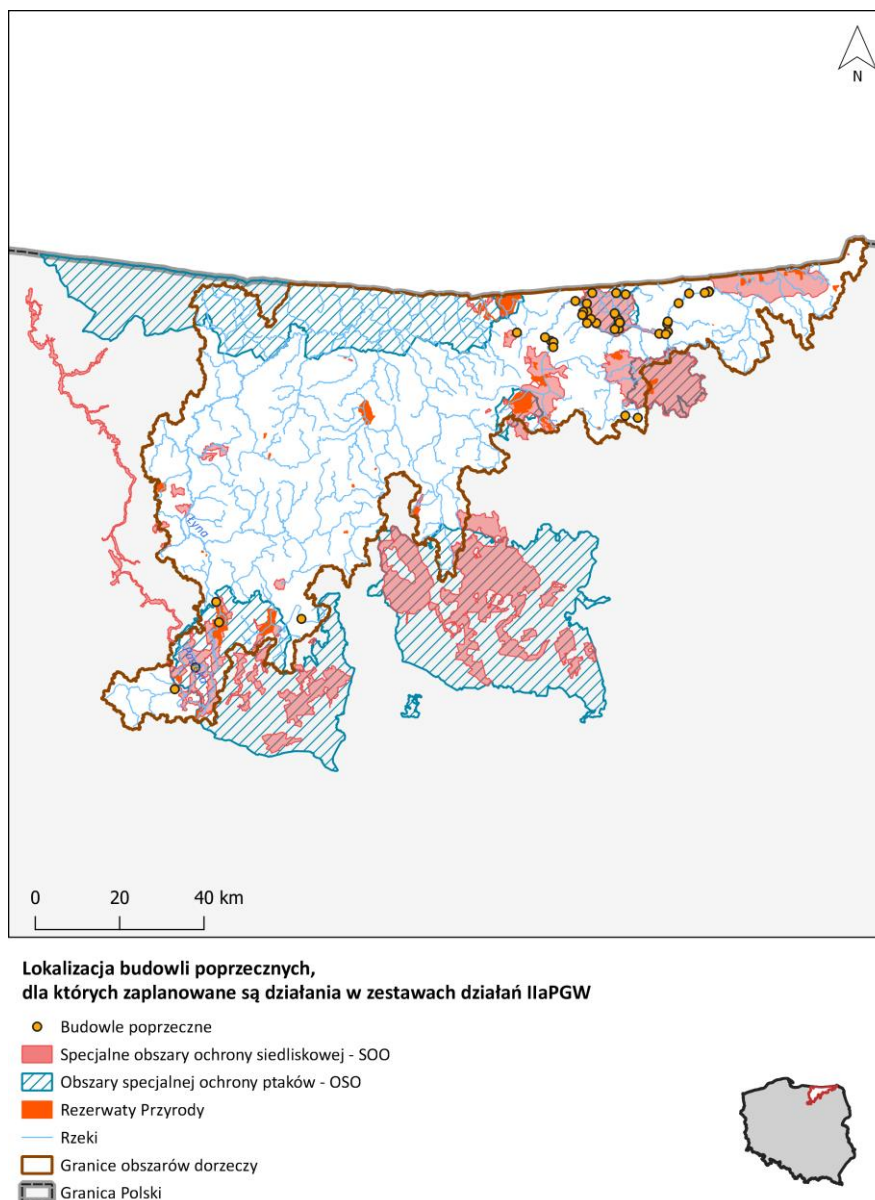 N
Łyna
0 20 40 km
Lokalizacja budowli poprzecznych,
dla których zaplanowane są działania w zestawach działań IIaPGW
Budowle poprzeczne
Specjalne obszary ochrony siedliskowej - SOO
Obszary specjalnej ochrony ptaków - OSO
Rezerwaty Przyrody
Rzeki
Granice obszarów dorzeczy
Granica Polski